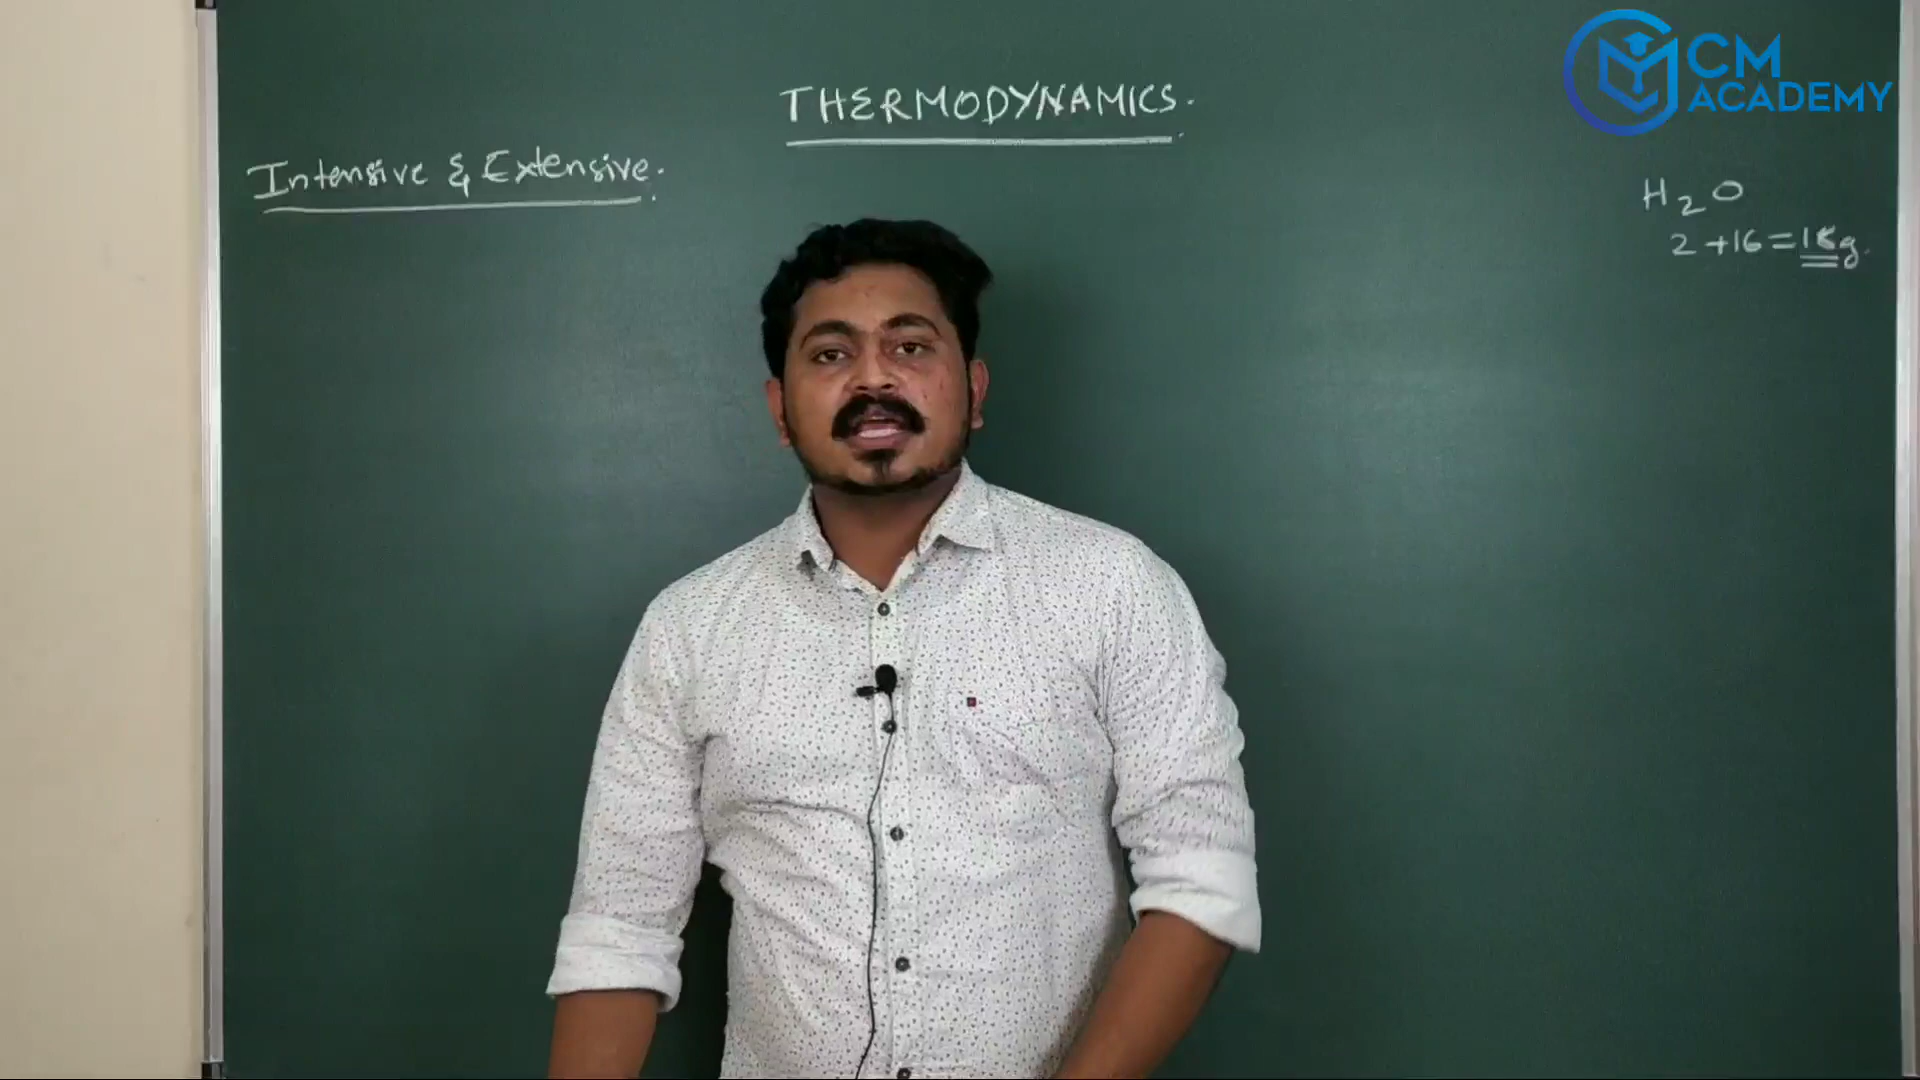 THERMODYNAMICS.
CM
ACADEMY
Intensive & Extensive.
H2O
2+16=18g.